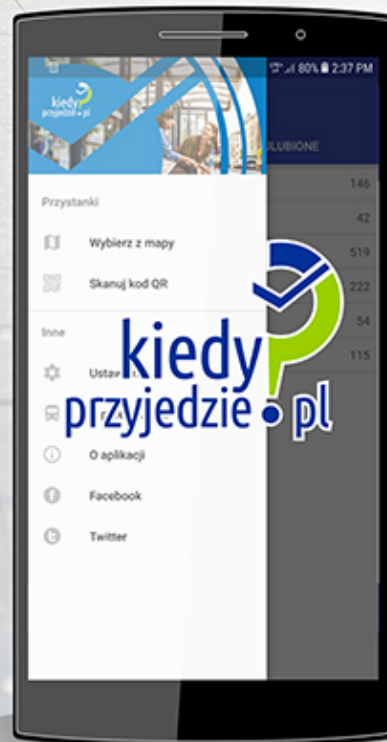 80% 2:37 PM
kiedy
przyjedzie.pl
ULUBIONE
Przystanki
146
Wybierz z mapy
42
519
Skanuj kod QR
222
54
Inne
115
kiedy
przyjedzie.pl
O aplikacji
Facebook
Twitter